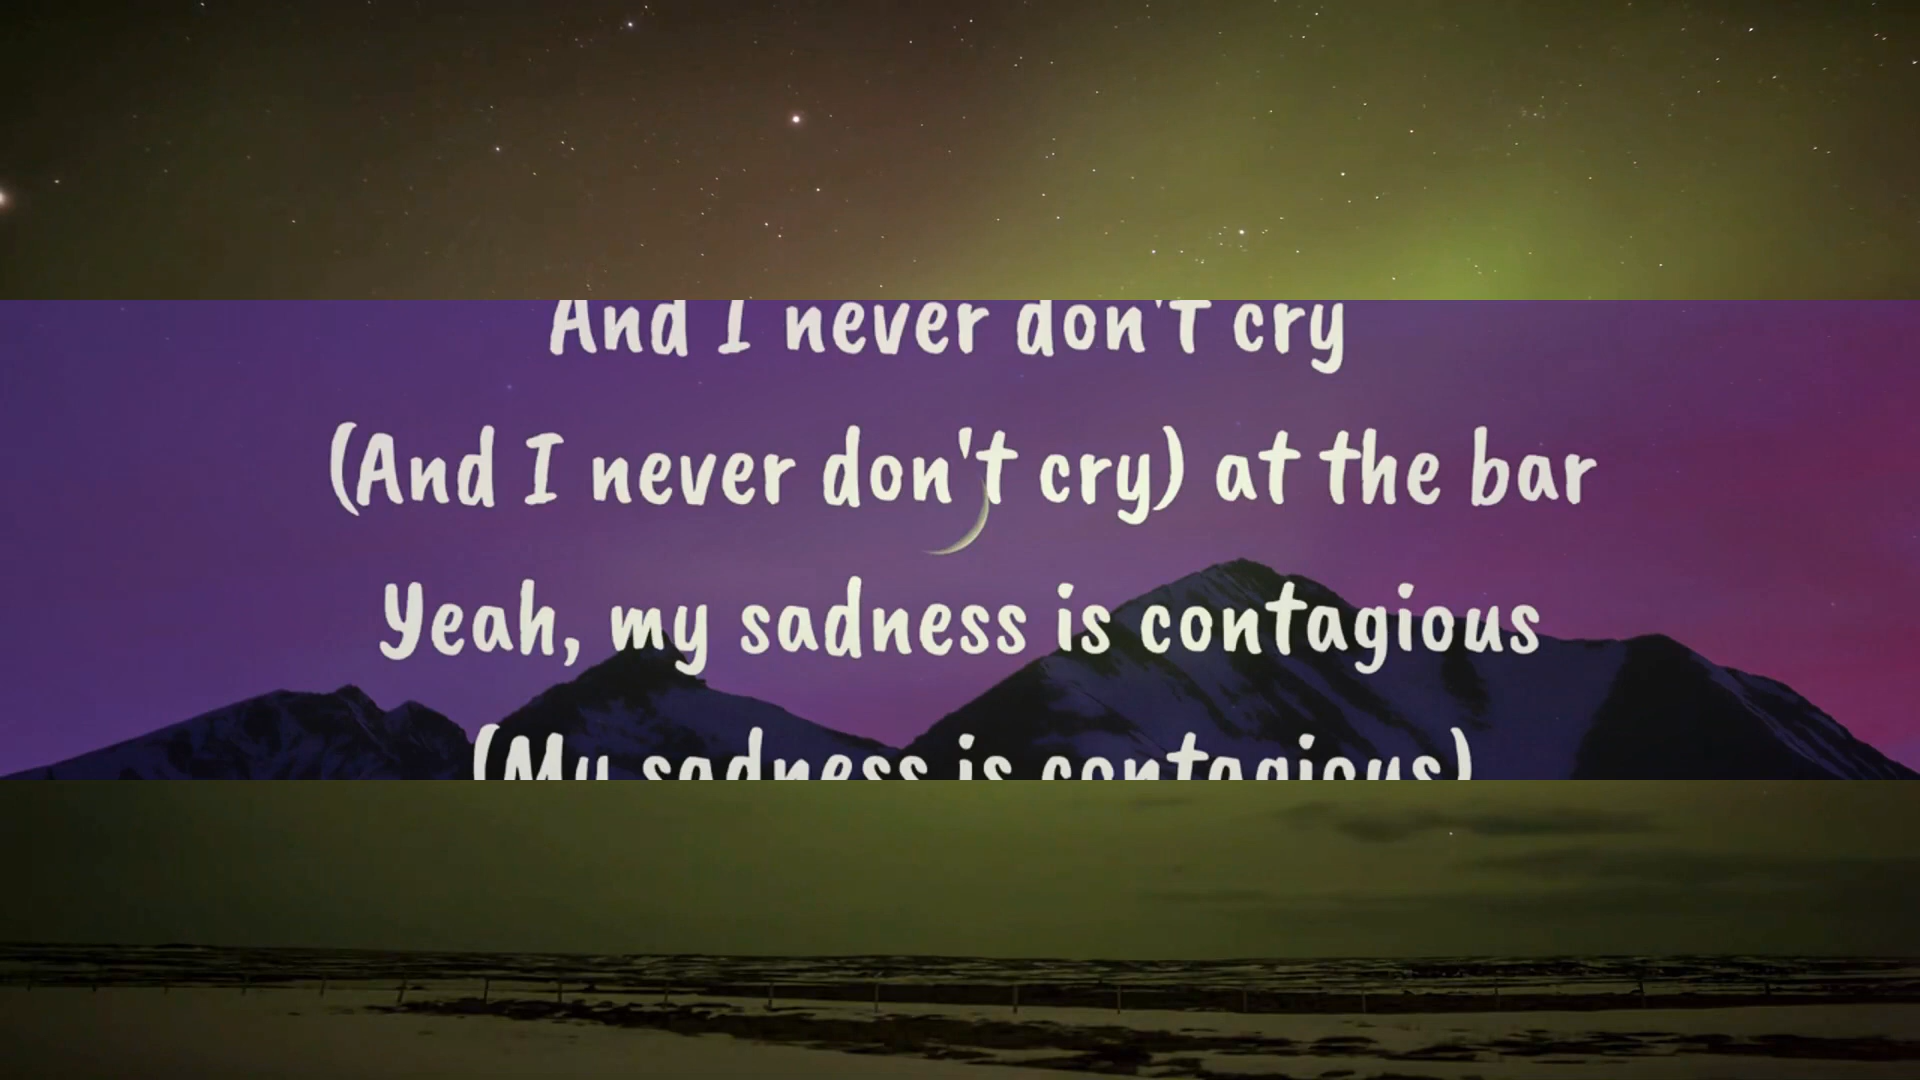 And I never don't cry
(And I never don't cry) at the bar
Yeah, my sadness is contagious
(My sadness is contagious)